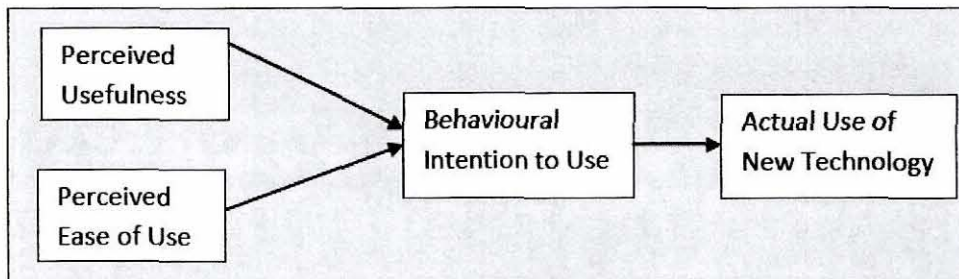 Perceived
Usefulness
Perceived
Ease of Use
Behavioural
Intention to Use
Actual Use of
New Technology